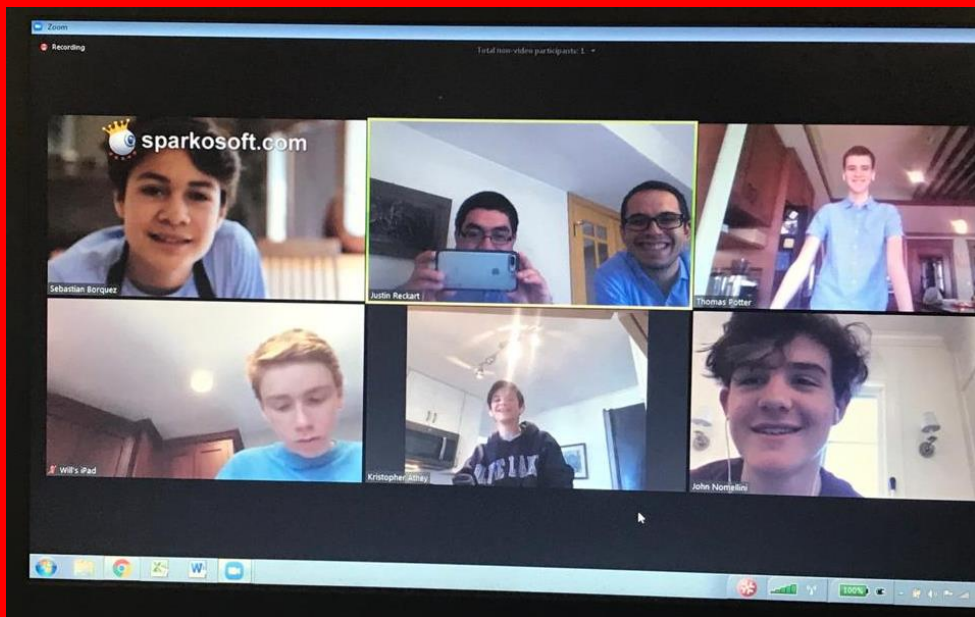 Zoom
Recording
Total non-video participants: 1
sparkosoft.com
Sebastian Borquez
Justin Reckart
Thomas Potter
Will's iPad
Kristopher Athey
John Nomellini
100%